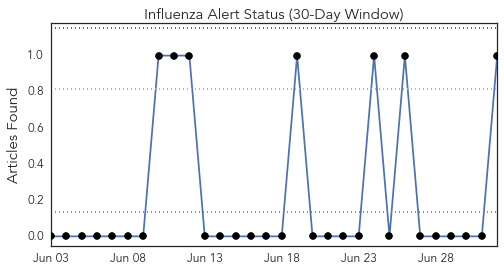 Influenza Alert Status (30-Day Window)
Articles Found
1.0
0.8
0.6
0.4
0.2
0.0
Jun 03 Jun 08 Jun 13 Jun 18 Jun 23 Jun 28